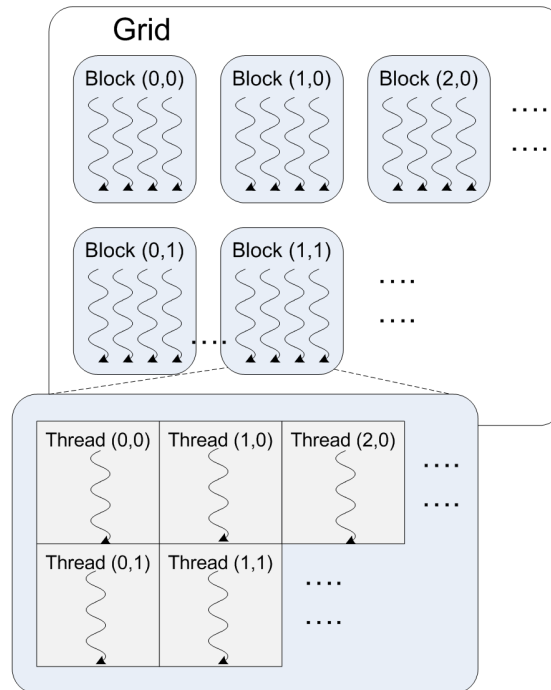 Grid
Block (0,0) Block (1,0) Block (2,0)
....
....
Block (0,1) Block (1,1)
....
....
....
Thread (0,0) Thread (1,0) Thread (2,0)
....
....
Thread (0,1) Thread (1,1)
....
....